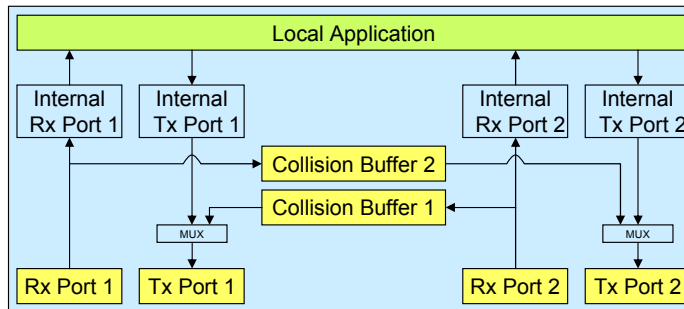 Local Application
Internal
Rx Port 1
Internal
Tx Port 1
Internal
Rx Port 2
Internal
Tx Port 2
Collision Buffer 2
Collision Buffer 1
MUX
MUX
Rx Port 1
Tx Port 1
Rx Port 2
Tx Port 2